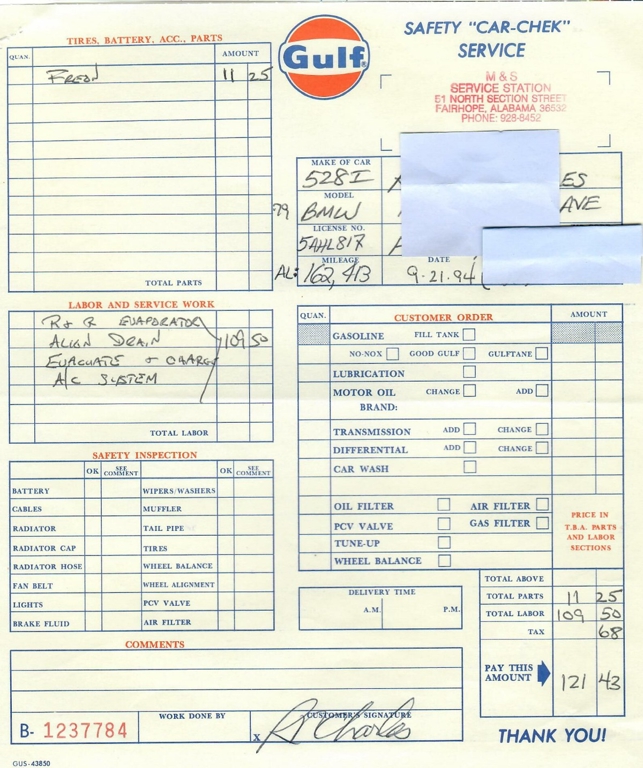 TIRES, BATTERY, ACC., PARTS
QUAN. AMOUNT
FREON 11 25
TOTAL PARTS
Gulf
SAFETY "CAR-CHEK"
SERVICE
M & S
SERVICE STATION
51 NORTH SECTION STREET
FAIRHOPE, ALABAMA 36532
PHONE: 928-8452
MAKE OF CAR
528I ES
MODEL
79 BMW AVE
LICENSE NO.
5AHL817
MILEAGE DATE
AL: 162,413 9-21-94
LABOR AND SERVICE WORK
R & R EVAPORATOR
ALIGN DRAIN 109 50
EVACUATE & CHARGE
A/C SYSTEM
TOTAL LABOR
QUAN. CUSTOMER ORDER AMOUNT
GASOLINE FILL TANK
NO-NOX GOOD GULF GULFTANE
LUBRICATION
MOTOR OIL CHANGE ADD
BRAND:
TRANSMISSION ADD CHANGE
DIFFERENTIAL ADD CHANGE
CAR WASH
OIL FILTER AIR FILTER
PCV VALVE GAS FILTER
TUNE-UP
WHEEL BALANCE
PRICE IN
T.B.A. PARTS
AND LABOR
SECTIONS
SAFETY INSPECTION
OK SEE COMMENT OK SEE COMMENT
BATTERY WIPERS/WASHERS
CABLES MUFFLER
RADIATOR TAIL PIPE
RADIATOR CAP TIRES
RADIATOR HOSE WHEEL BALANCE
FAN BELT WHEEL ALIGNMENT
LIGHTS PCV VALVE
BRAKE FLUID AIR FILTER
DELIVERY TIME
A.M. P.M.
TOTAL ABOVE
TOTAL PARTS 11 25
TOTAL LABOR 109 50
TAX 68
PAY THIS
AMOUNT 121 43
COMMENTS
B- 1237784
WORK DONE BY
CUSTOMER'S SIGNATURE
X R Charles
THANK YOU!
GUS-43850